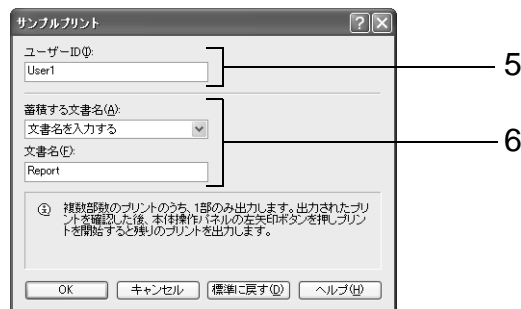 サンプルプリント
ユーザーID(I):
User1
5
蓄積する文書名(A):
文書名を入力する
6
文書名(F):
Report
複数部数のプリントのうち、1部のみ出力します。出力されたプリ
ントを確認した後、本体操作パネルの左矢印ボタンを押しプリン
トを開始すると残りのプリントを出力します。
OK キャンセル 標準に戻す(D) ヘルプ(H)